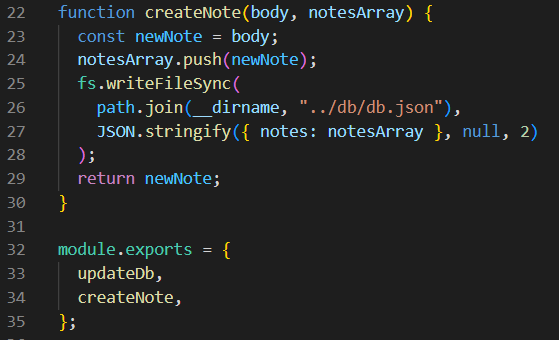 22 function createNote(body, notesArray) {
23   const newNote = body;
24   notesArray.push(newNote);
25   fs.writeFileSync(
26     path.join(__dirname, "../db/db.json"),
27     JSON.stringify({ notes: notesArray }, null, 2)
28   );
29   return newNote;
30 }
31
32 module.exports = {
33   updateDb,
34   createNote,
35 };